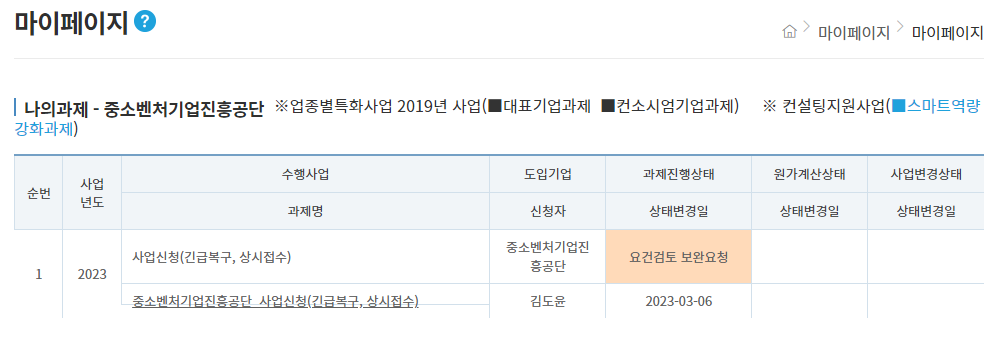 마이페이지 ?
마이페이지 > 마이페이지
나의과제 - 중소벤처기업진흥공단 ※업종별특화사업 2019년 사업(■대표기업과제 ■컨소시엄기업과제) ※ 컨설팅지원사업(■스마트역량
강화과제)
순번 사업 년도 수행사업 도입기업 과제진행상태 원가계산상태 사업변경상태
과제명 신청자 상태변경일 상태변경일 상태변경일
1 2023 사업신청(긴급복구, 상시접수) 중소벤처기업진 흥공단 요건검토 보완요청
중소벤처기업진흥공단_사업신청(긴급복구, 상시접수) 김도윤 2023-03-06